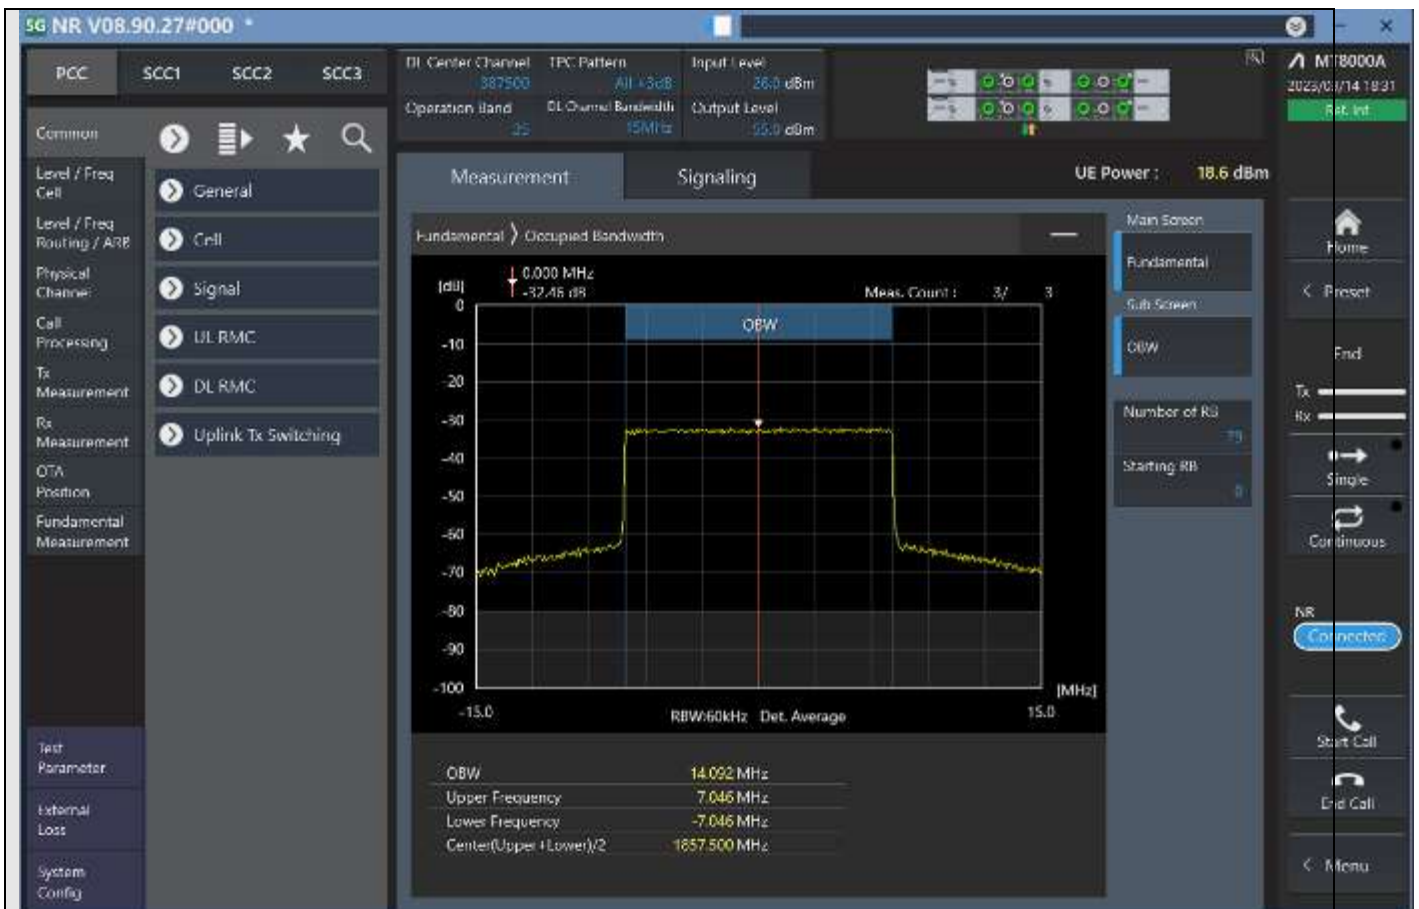 5G NR V08.90.27#000 *
PCC SCC1 SCC2 SCC3
DL Center Channel TPC Pattern Input Level
387500 All +3dB 26.0 dBm
Operation Band DL Channel Bandwidth Output Level
25 15MHz -55.0 dBm
MT8000A
2023/03/14 18:31
Common
Level / Freq
Cell
Level / Freq
Routing / ARB
Physical
Channel
Call
Processing
Tx
Measurement
Rx
Measurement
OTA
Position
Fundamental
Measurement
Test
Parameter
External
Loss
System
Config
General
Cell
Signal
UL RMC
DL RMC
Uplink Tx Switching
Measurement Signaling
UE Power : 18.6 dBm
Fundamental 〉 Occupied Bandwidth
[dB]
0.000 MHz
-32.46 dB
Meas. Count : 3/ 3
OBW
0
-10
-20
-30
-40
-50
-60
-70
-80
-90
-100
[MHz]
-15.0 RBW:60kHz Det. Average 15.0
OBW 14.092 MHz
Upper Frequency 7.046 MHz
Lower Frequency -7.046 MHz
Center(Upper+Lower)/2 1857.500 MHz
Main Screen
Fundamental
Sub Screen
OBW
Number of RB
79
Starting RB
0
Home
< Preset
End
Tx
Rx
Single
Continuous
NR
Connected
Start Call
End Call
< Menu